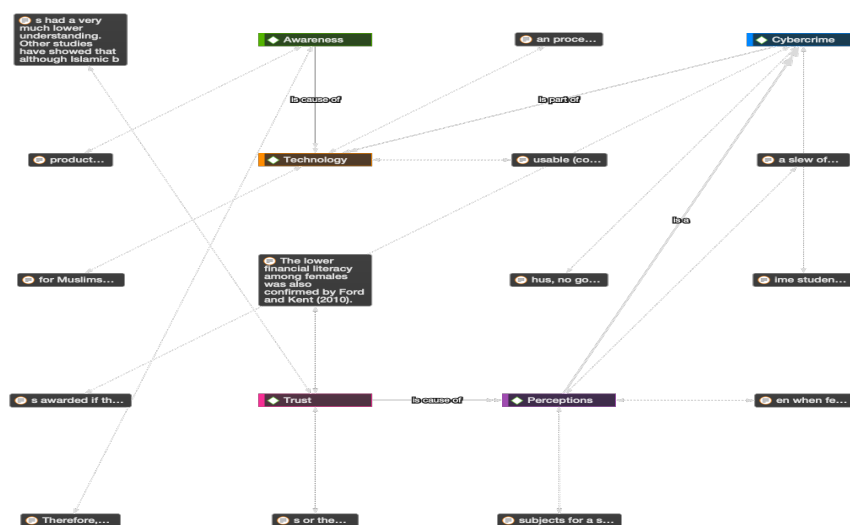 s had a very
much lower
understanding.
Other studies
have showed that
although Islamic b
Awareness
an proce...
Cybercrime
is cause of
is part of
product...
Technology
usable (co...
a slew of...
is a
The lower
financial literacy
among females
was also
confirmed by Ford
and Kent (2010).
for Muslims...
hus, no go...
ime studen...
s awarded if th...
Trust
is cause of
Perceptions
en when fe...
Therefore,...
s or the...
subjects for a s...